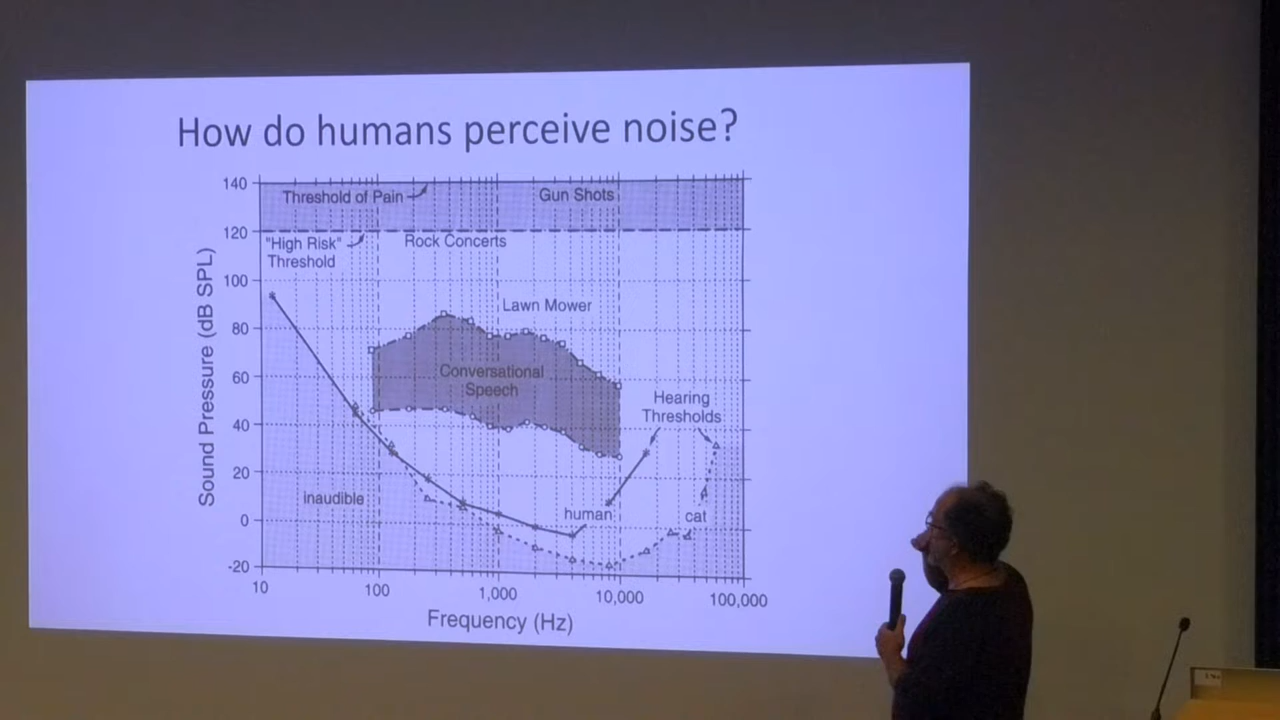 How do humans perceive noise?
140
Threshold of Pain
Gun Shots
120
"High Risk"
Threshold
Rock Concerts
100
Lawn Mower
80
Conversational
Speech
60
Hearing
Thresholds
40
20
inaudible
human
cat
0
-20
Sound Pressure (dB SPL)
10
100
1,000
10,000
100,000
Frequency (Hz)